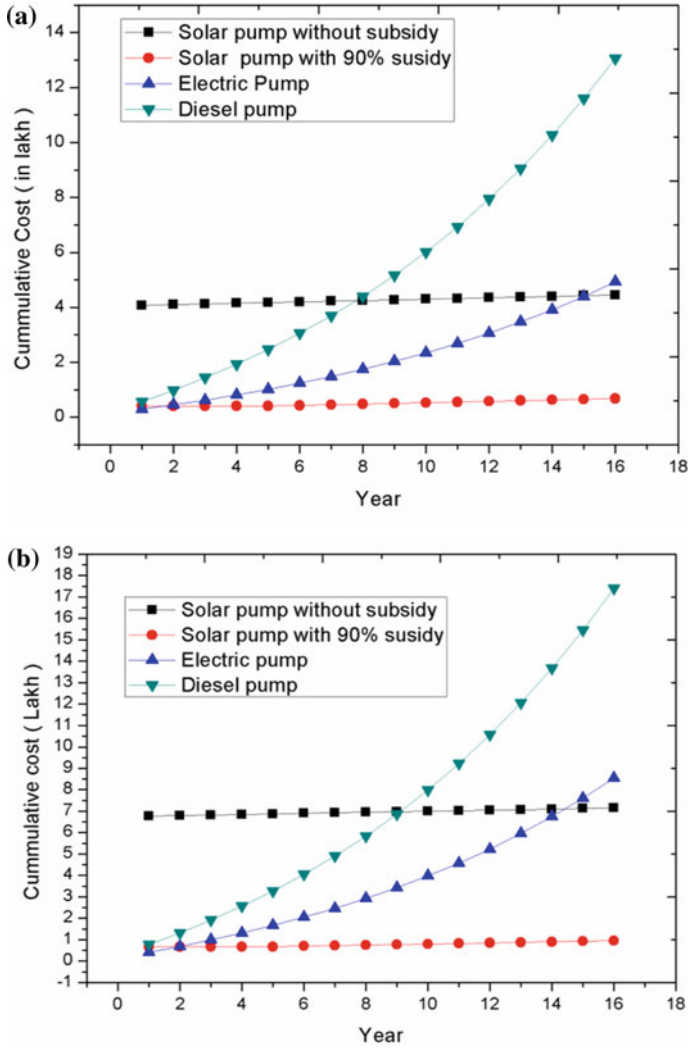 (a)
Solar pump without subsidy
Solar pump with 90% susidy
Electric Pump
Diesel pump
Cummulative Cost ( in lakh )
14
12
10
8
6
4
2
0
0 2 4 6 8 10 12 14 16 18
Year
(b)
Solar pump without subsidy
Solar pump with 90% susidy
Electric pump
Diesel pump
Cummulative cost ( Lakh )
19
18
17
16
15
14
13
12
11
10
9
8
7
6
5
4
3
2
1
0
-1
0 2 4 6 8 10 12 14 16 18
Year